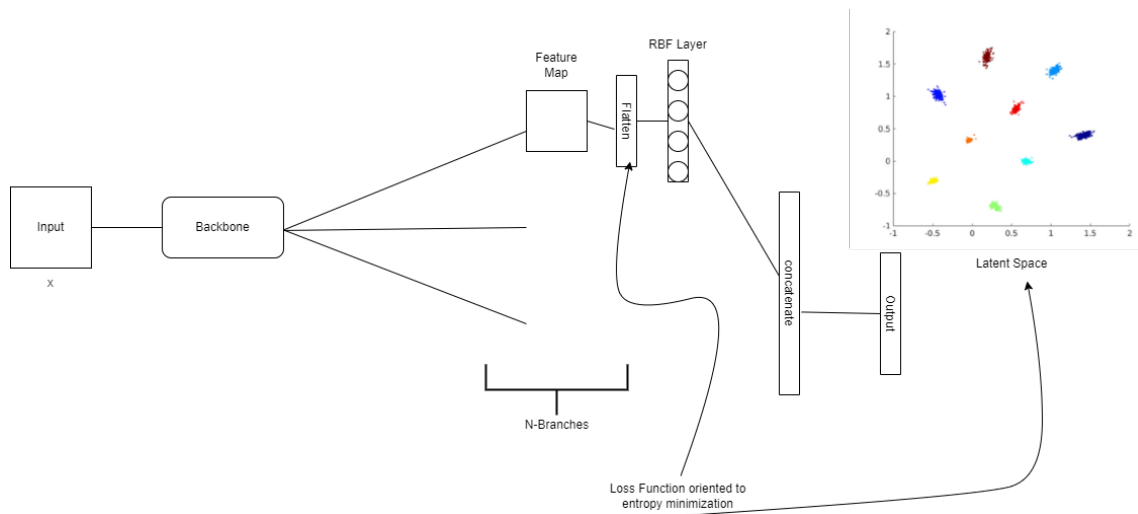 Feature
Map
RBF Layer
Flatten
Input
x
Backbone
N-Branches
concatenate
Output
Loss Function oriented to
entropy minimization
2
1.5
1
0.5
0
-0.5
-1
-1
-0.5
0
0.5
1
1.5
2
Latent Space